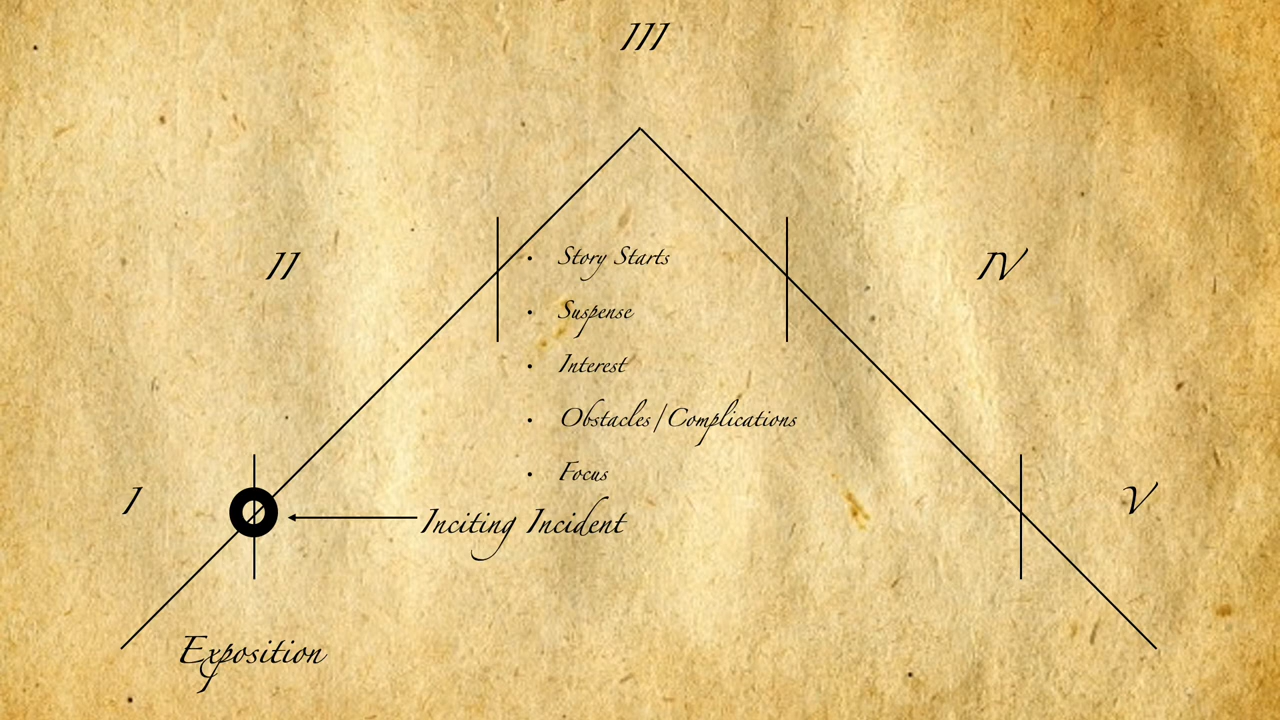 III
II
IV
• Story Starts
• Suspense
• Interest
• Obstacles/Complications
• Focus
I
V
Inciting Incident
Exposition